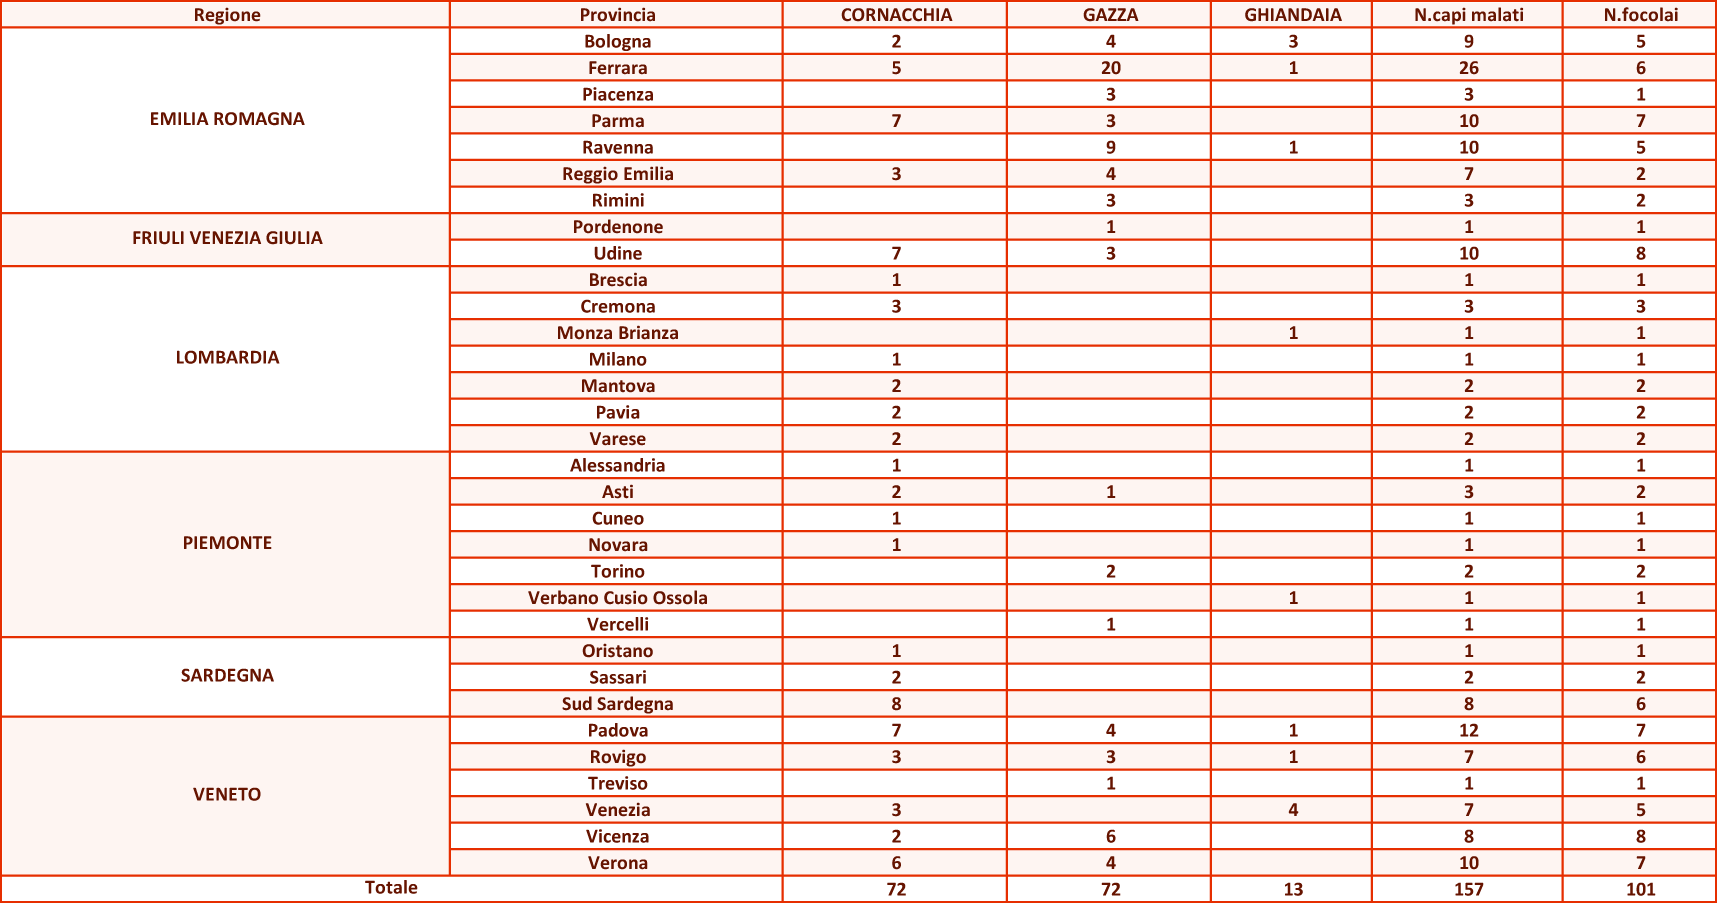 Regione Provincia CORNACCHIA GAZZA GHIANDAIA N.capi malati N.focolai
EMILIA ROMAGNA
Bologna 2 4 3 9 5
Ferrara 5 20 1 26 6
Piacenza 3 3 1
Parma 7 3 10 7
Ravenna 9 1 10 5
Reggio Emilia 3 4 7 2
Rimini 3 3 2
FRIULI VENEZIA GIULIA
Pordenone 1 1 1
Udine 7 3 10 8
LOMBARDIA
Brescia 1 1 1
Cremona 3 3 3
Monza Brianza 1 1 1
Milano 1 1 1
Mantova 2 2 2
Pavia 2 2 2
Varese 2 2 2
PIEMONTE
Alessandria 1 1 1
Asti 2 1 3 2
Cuneo 1 1 1
Novara 1 1 1
Torino 2 2 2
Verbano Cusio Ossola 1 1 1
Vercelli 1 1 1
SARDEGNA
Oristano 1 1 1
Sassari 2 2 2
Sud Sardegna 8 8 6
VENETO
Padova 7 4 1 12 7
Rovigo 3 3 1 7 6
Treviso 1 1 1
Venezia 3 4 7 5
Vicenza 2 6 8 8
Verona 6 4 10 7
Totale 72 72 13 157 101